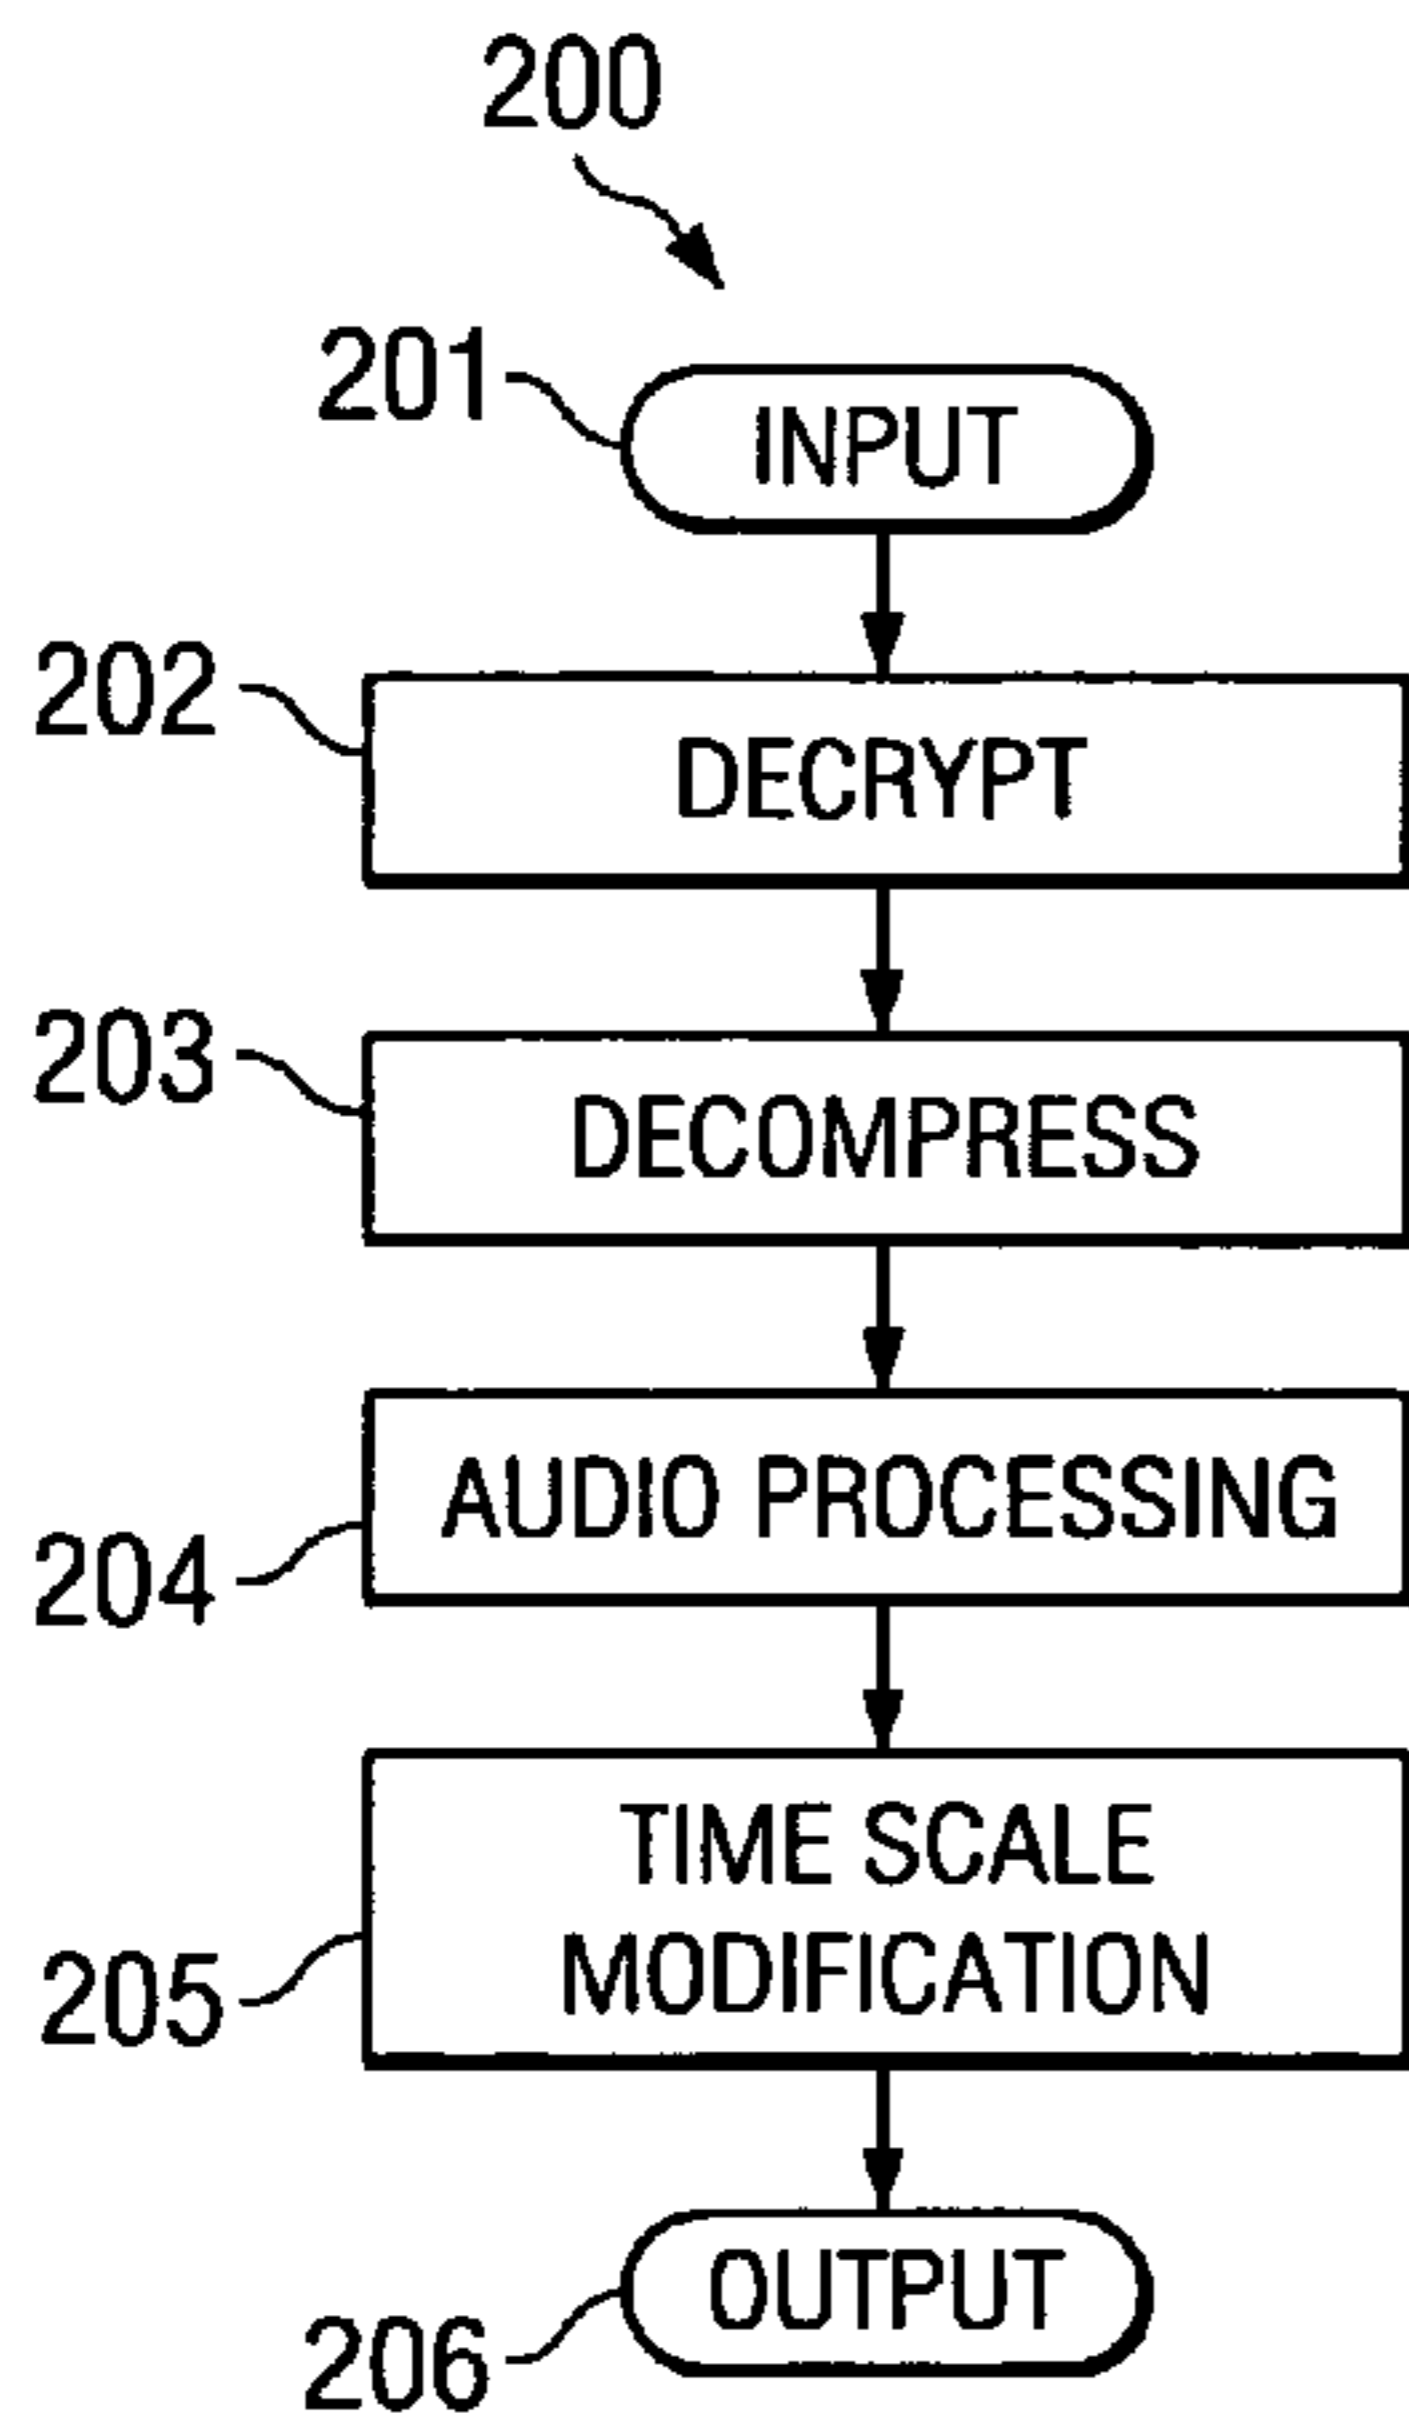 200
201
INPUT
202
DECRYPT
203
DECOMPRESS
204
AUDIO PROCESSING
205
TIME SCALE
MODIFICATION
206
OUTPUT